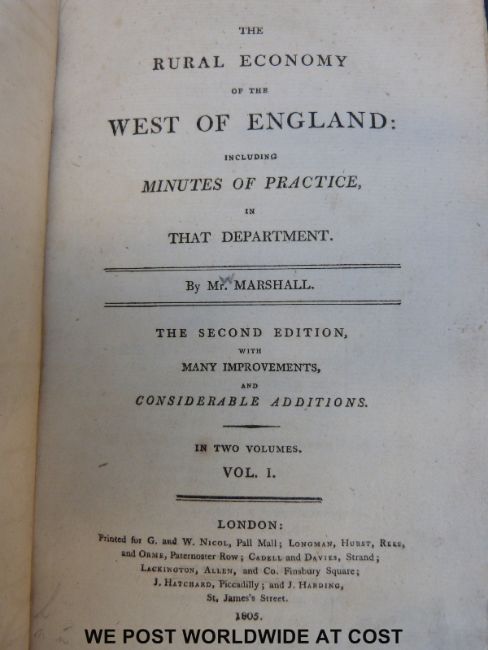 THE
RURAL ECONOMY
OF THE
WEST OF ENGLAND:
INCLUDING
MINUTES OF PRACTICE,
IN
THAT DEPARTMENT.
By Mr. MARSHALL.
THE SECOND EDITION,
WITH
MANY IMPROVEMENTS,
AND
CONSIDERABLE ADDITIONS.
IN TWO VOLUMES.
VOL. I.
LONDON:
Printed for G. and W. NICOL, Pall Mall; LONGMAN, HURST, REES,
and ORME, Paternoster Row; CADELL and DAVIES, Strand;
LACKINGTON, ALLEN, and Co. Finsbury Square;
J. HATCHARD, Piccadilly; and J. HARDING,
St. James's Street.
1805.
WE POST WORLDWIDE AT COST